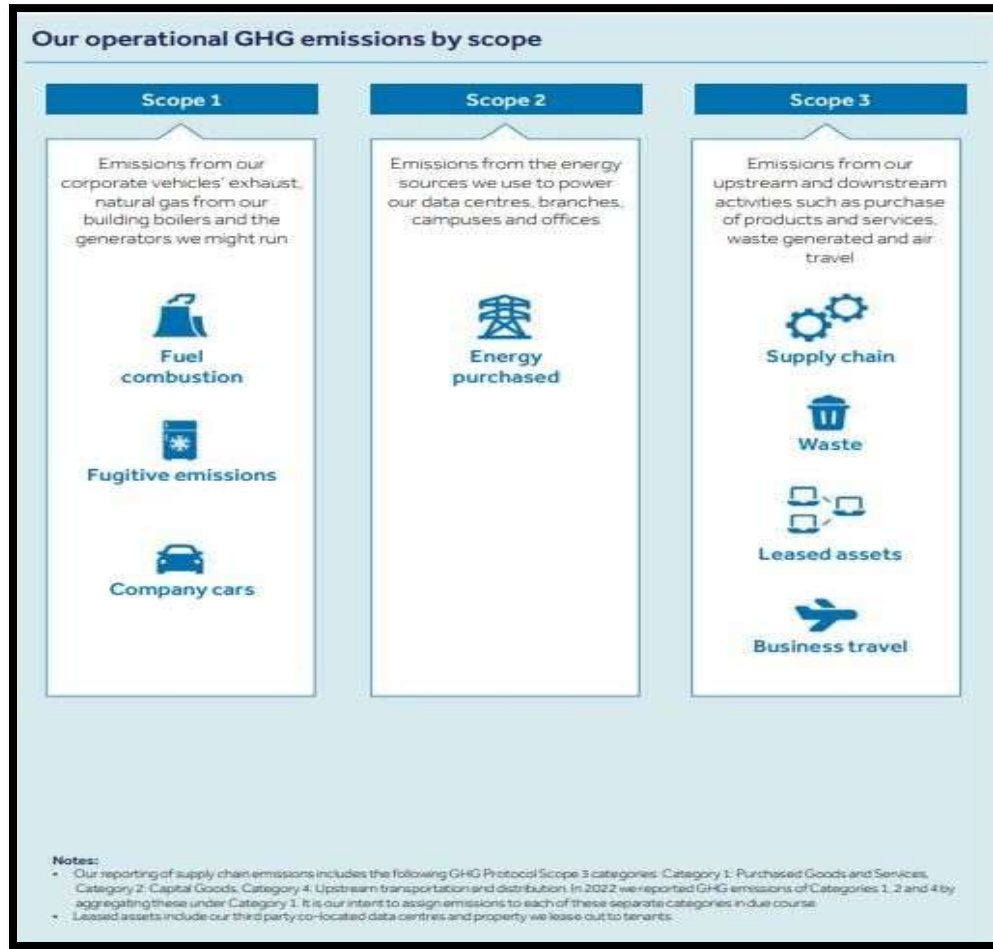 Our operational GHG emissions by scope
Scope 1
Emissions from our
corporate vehicles' exhaust,
natural gas from our
building boilers and the
generators we might run
Fuel
combustion
Fugitive emissions
Company cars
Scope 2
Emissions from the energy
sources we use to power
our data centres, branches,
campuses and offices
Energy
purchased
Scope 3
Emissions from our
upstream and downstream
activities such as purchase
of products and services,
waste generated and air
travel
Supply chain
Waste
Leased assets
Business travel
Notes:
• Our reporting of supply chain emissions includes the following GHG Protocol Scope 3 categories: Category 1: Purchased Goods and Services,
Category 2: Capital Goods, Category 4: Upstream transportation and distribution. In 2022 we reported GHG emissions of Categories 1, 2 and 4 by
aggregating these under Category 1. It is our intent to assign emissions to each of these separate categories in due course.
• Leased assets include our third party co-located data centres and property we lease out to tenants.